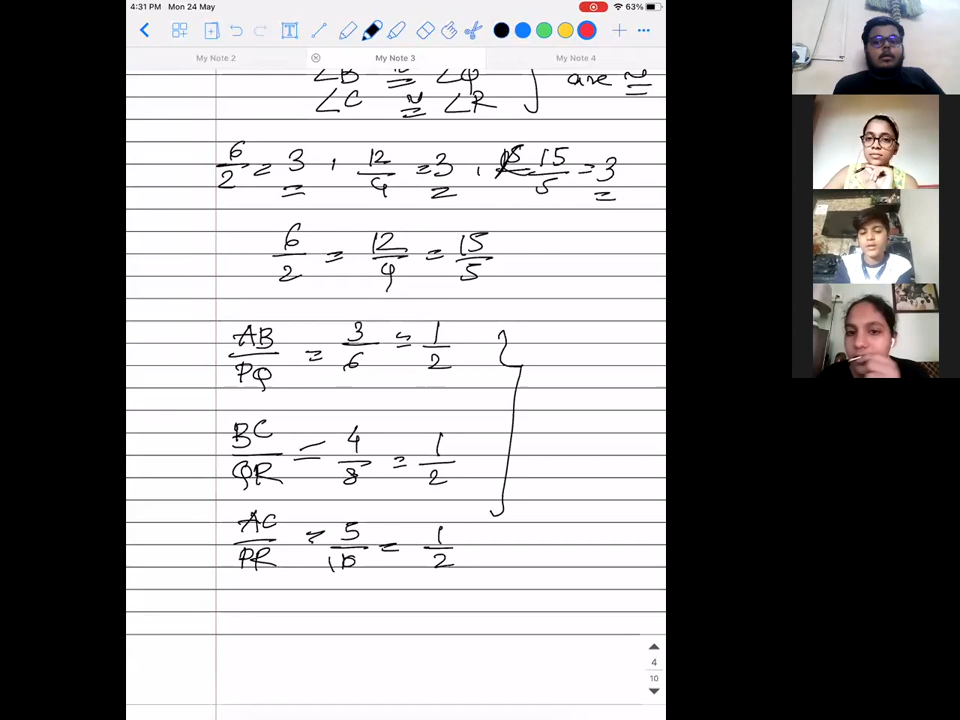 4:31 PM Mon 24 May 63%
My Note 2 My Note 3 My Note 4
∠B ≅ ∠Q
are ≅
∠C ≅ ∠R
6/2 = 3 , 12/4 = 3 , 15/5 = 3
6/2 = 12/4 = 15/5
AB/PQ = 3/6 = 1/2
BC/QR = 4/8 = 1/2
AC/PR = 5/10 = 1/2
4
10